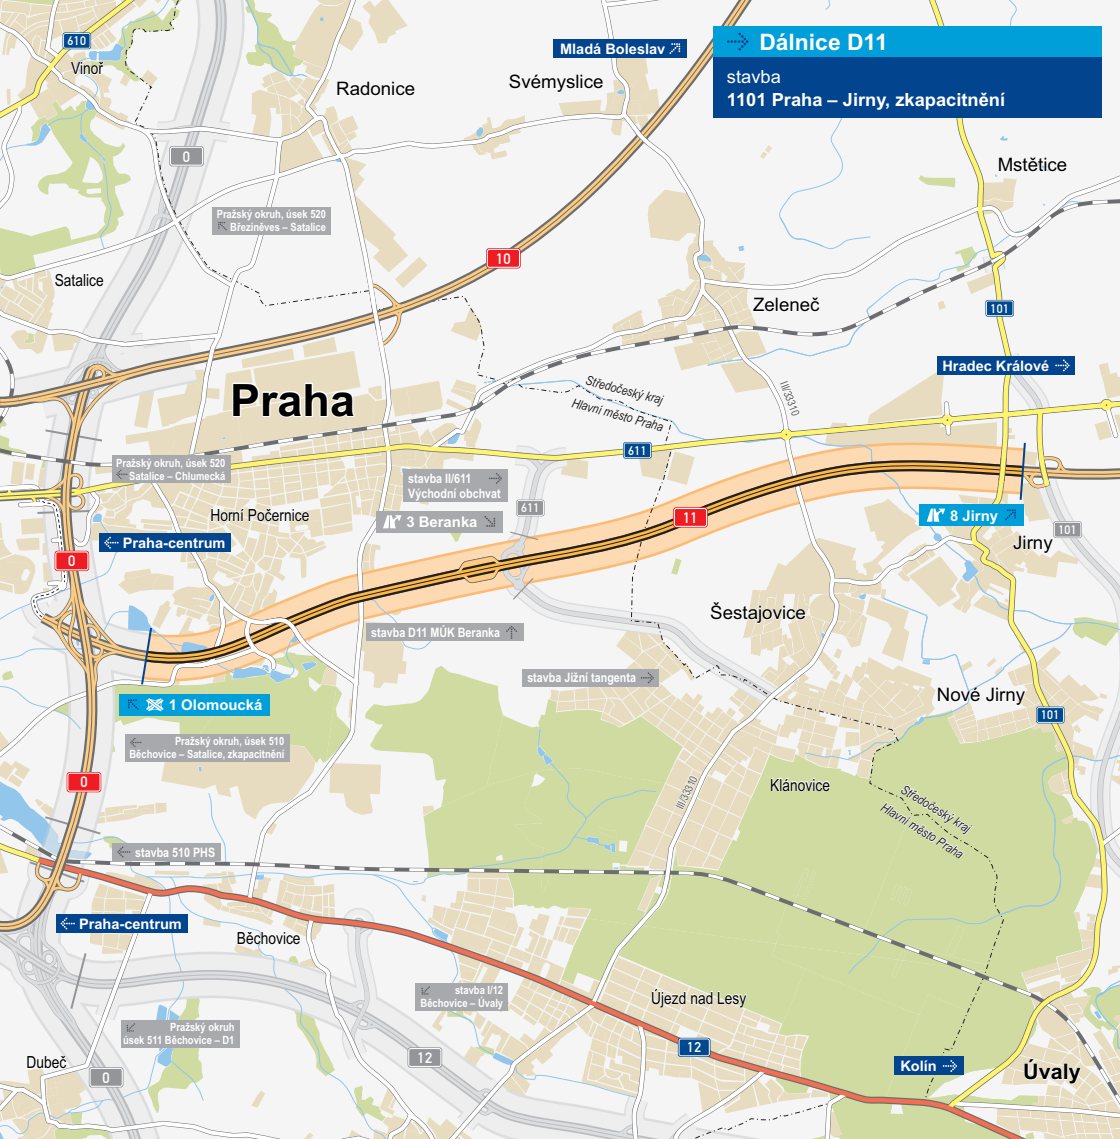 610
Vinoř
Radonice
Svémyslice
Mladá Boleslav
Dálnice D11
stavba
1101 Praha – Jirny, zkapacitnění
0
Mstětice
Pražský okruh, úsek 520
Březiněves – Satalice
10
Satalice
Zeleneč
101
Hradec Králové
Praha
Středočeský kraj
Hlavní město Praha
III/33310
611
Pražský okruh, úsek 520
Satalice – Chlumecká
stavba II/611
Východní obchvat
611
Horní Počernice
3 Beranka
11
8 Jirny
101
Jirny
Praha-centrum
0
Šestajovice
stavba D11 MÚK Beranka
stavba Jižní tangenta
Nové Jirny
101
1 Olomoucká
Pražský okruh, úsek 510
Běchovice – Satalice, zkapacitnění
0
Klánovice
III/33310
Středočeský kraj
Hlavní město Praha
stavba 510 PHS
Praha-centrum
Běchovice
stavba I/12
Běchovice – Úvaly
Újezd nad Lesy
Pražský okruh
úsek 511 Běchovice – D1
12
12
Dubeč
0
Kolín
Úvaly